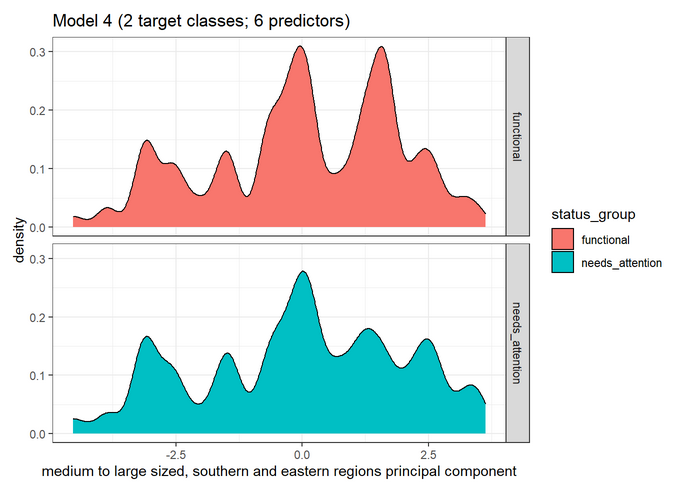 Model 4 (2 target classes; 6 predictors)
0.3
0.2
0.1
0.0
functional
density
0.3
0.2
0.1
0.0
needs_attention
-2.5 0.0 2.5
medium to large sized, southern and eastern regions principal component
status_group
functional
needs_attention